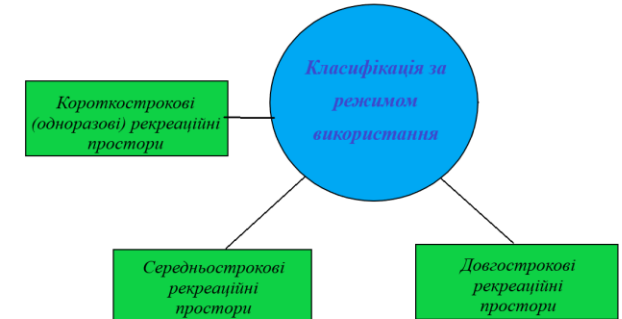 Класифікація за
режимом
використання
Короткострокові
(одноразові) рекреаційні
простори
Середньострокові
рекреаційні
простори
Довгострокові
рекреаційні
простори